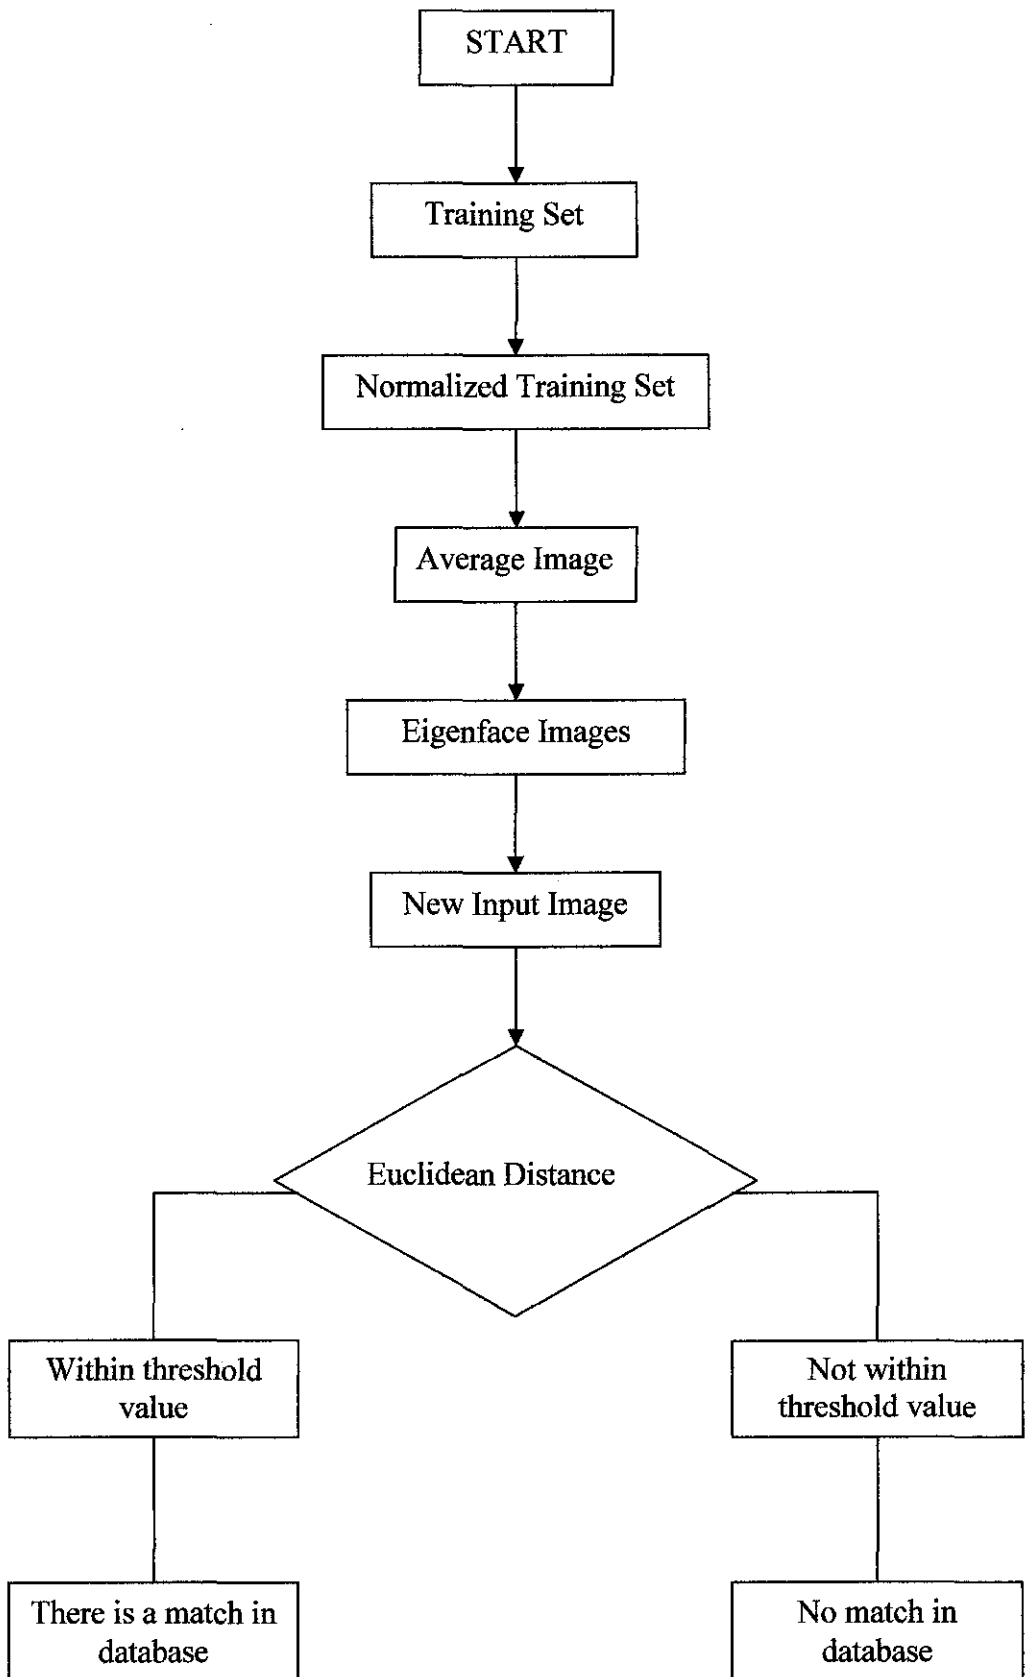 START
Training Set
Normalized Training Set
Average Image
Eigenface Images
New Input Image
Euclidean Distance
Within threshold
value
Not within
threshold value
There is a match in
database
No match in
database